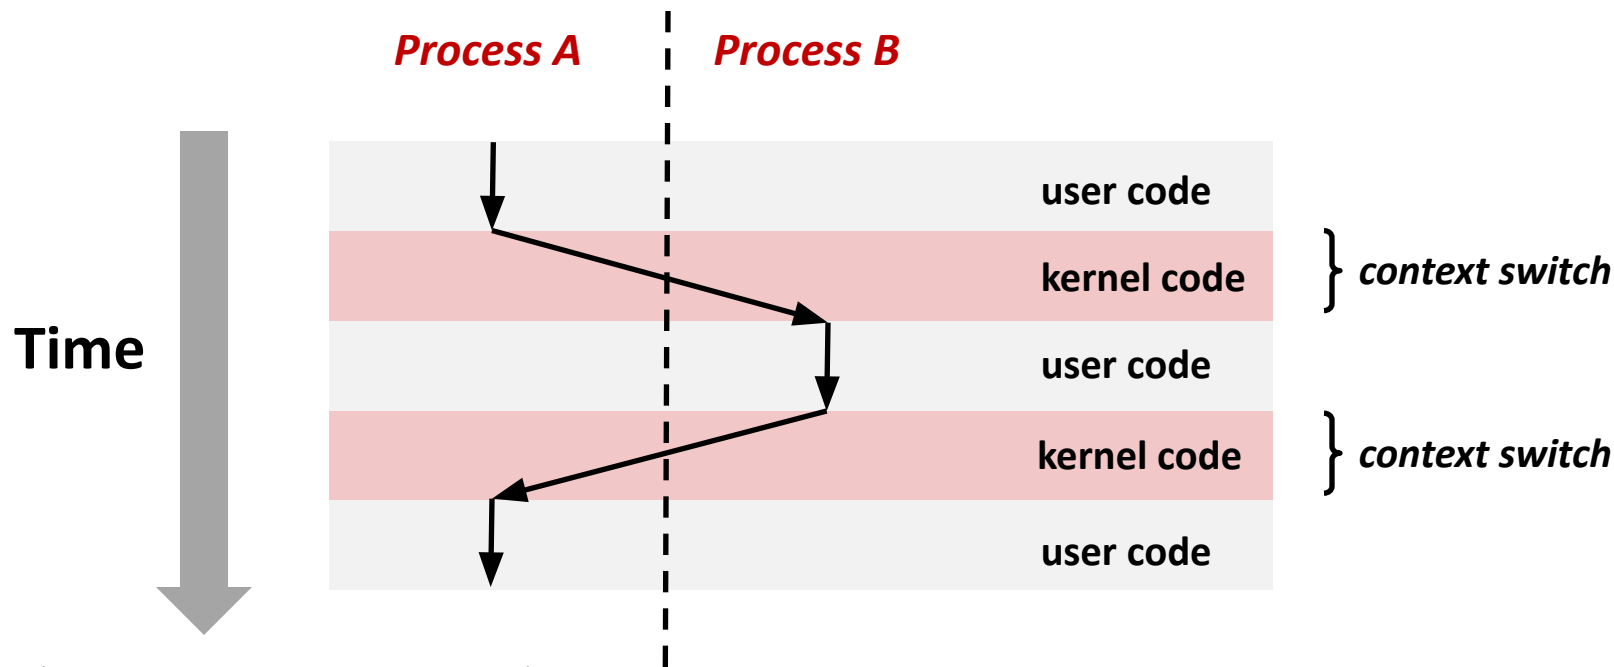 Process A
Process B
user code
kernel code
context switch
Time
user code
kernel code
context switch
user code